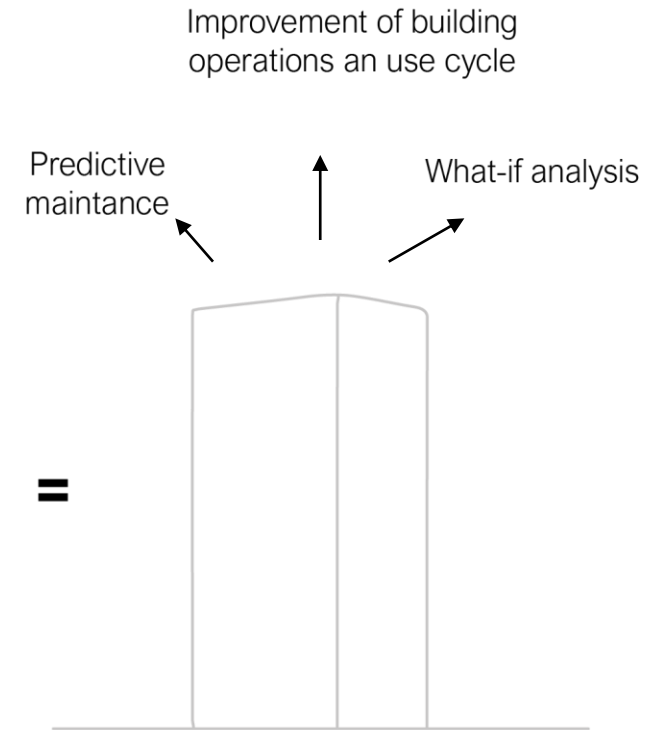 Improvement of building
operations an use cycle
Predictive
maintance
What-if analysis
=